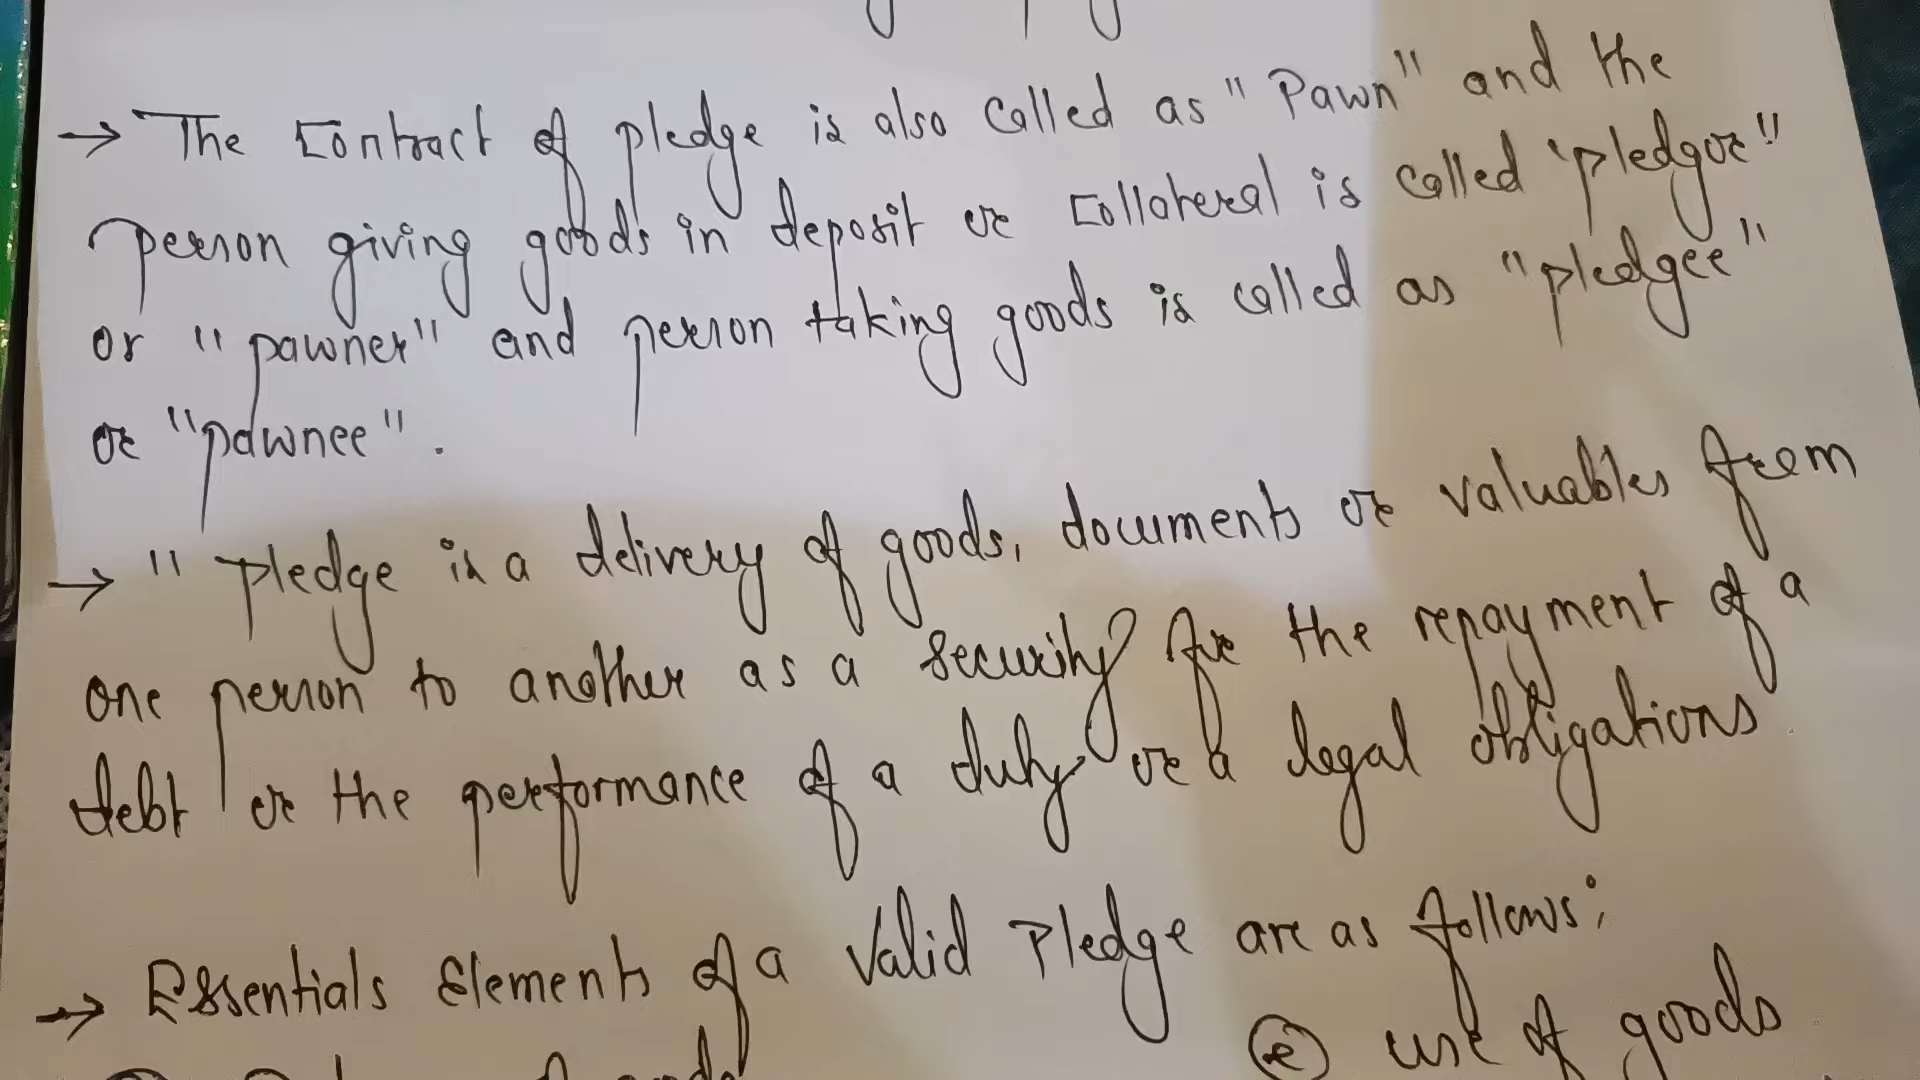 → The Contract of pledge is also called as "Pawn" and the
person giving goods in deposit or Collateral is called "pledgor"
or "pawner" and person taking goods is called as "pledgee"
or "pawnee".
→ " Pledge is a delivery of goods, documents or valuables from
one person to another as a security for the repayment of a
debt or the performance of a duty or a legal obligations
→ Essentials Elements of a Valid Pledge are as follows;
(e) use of goods